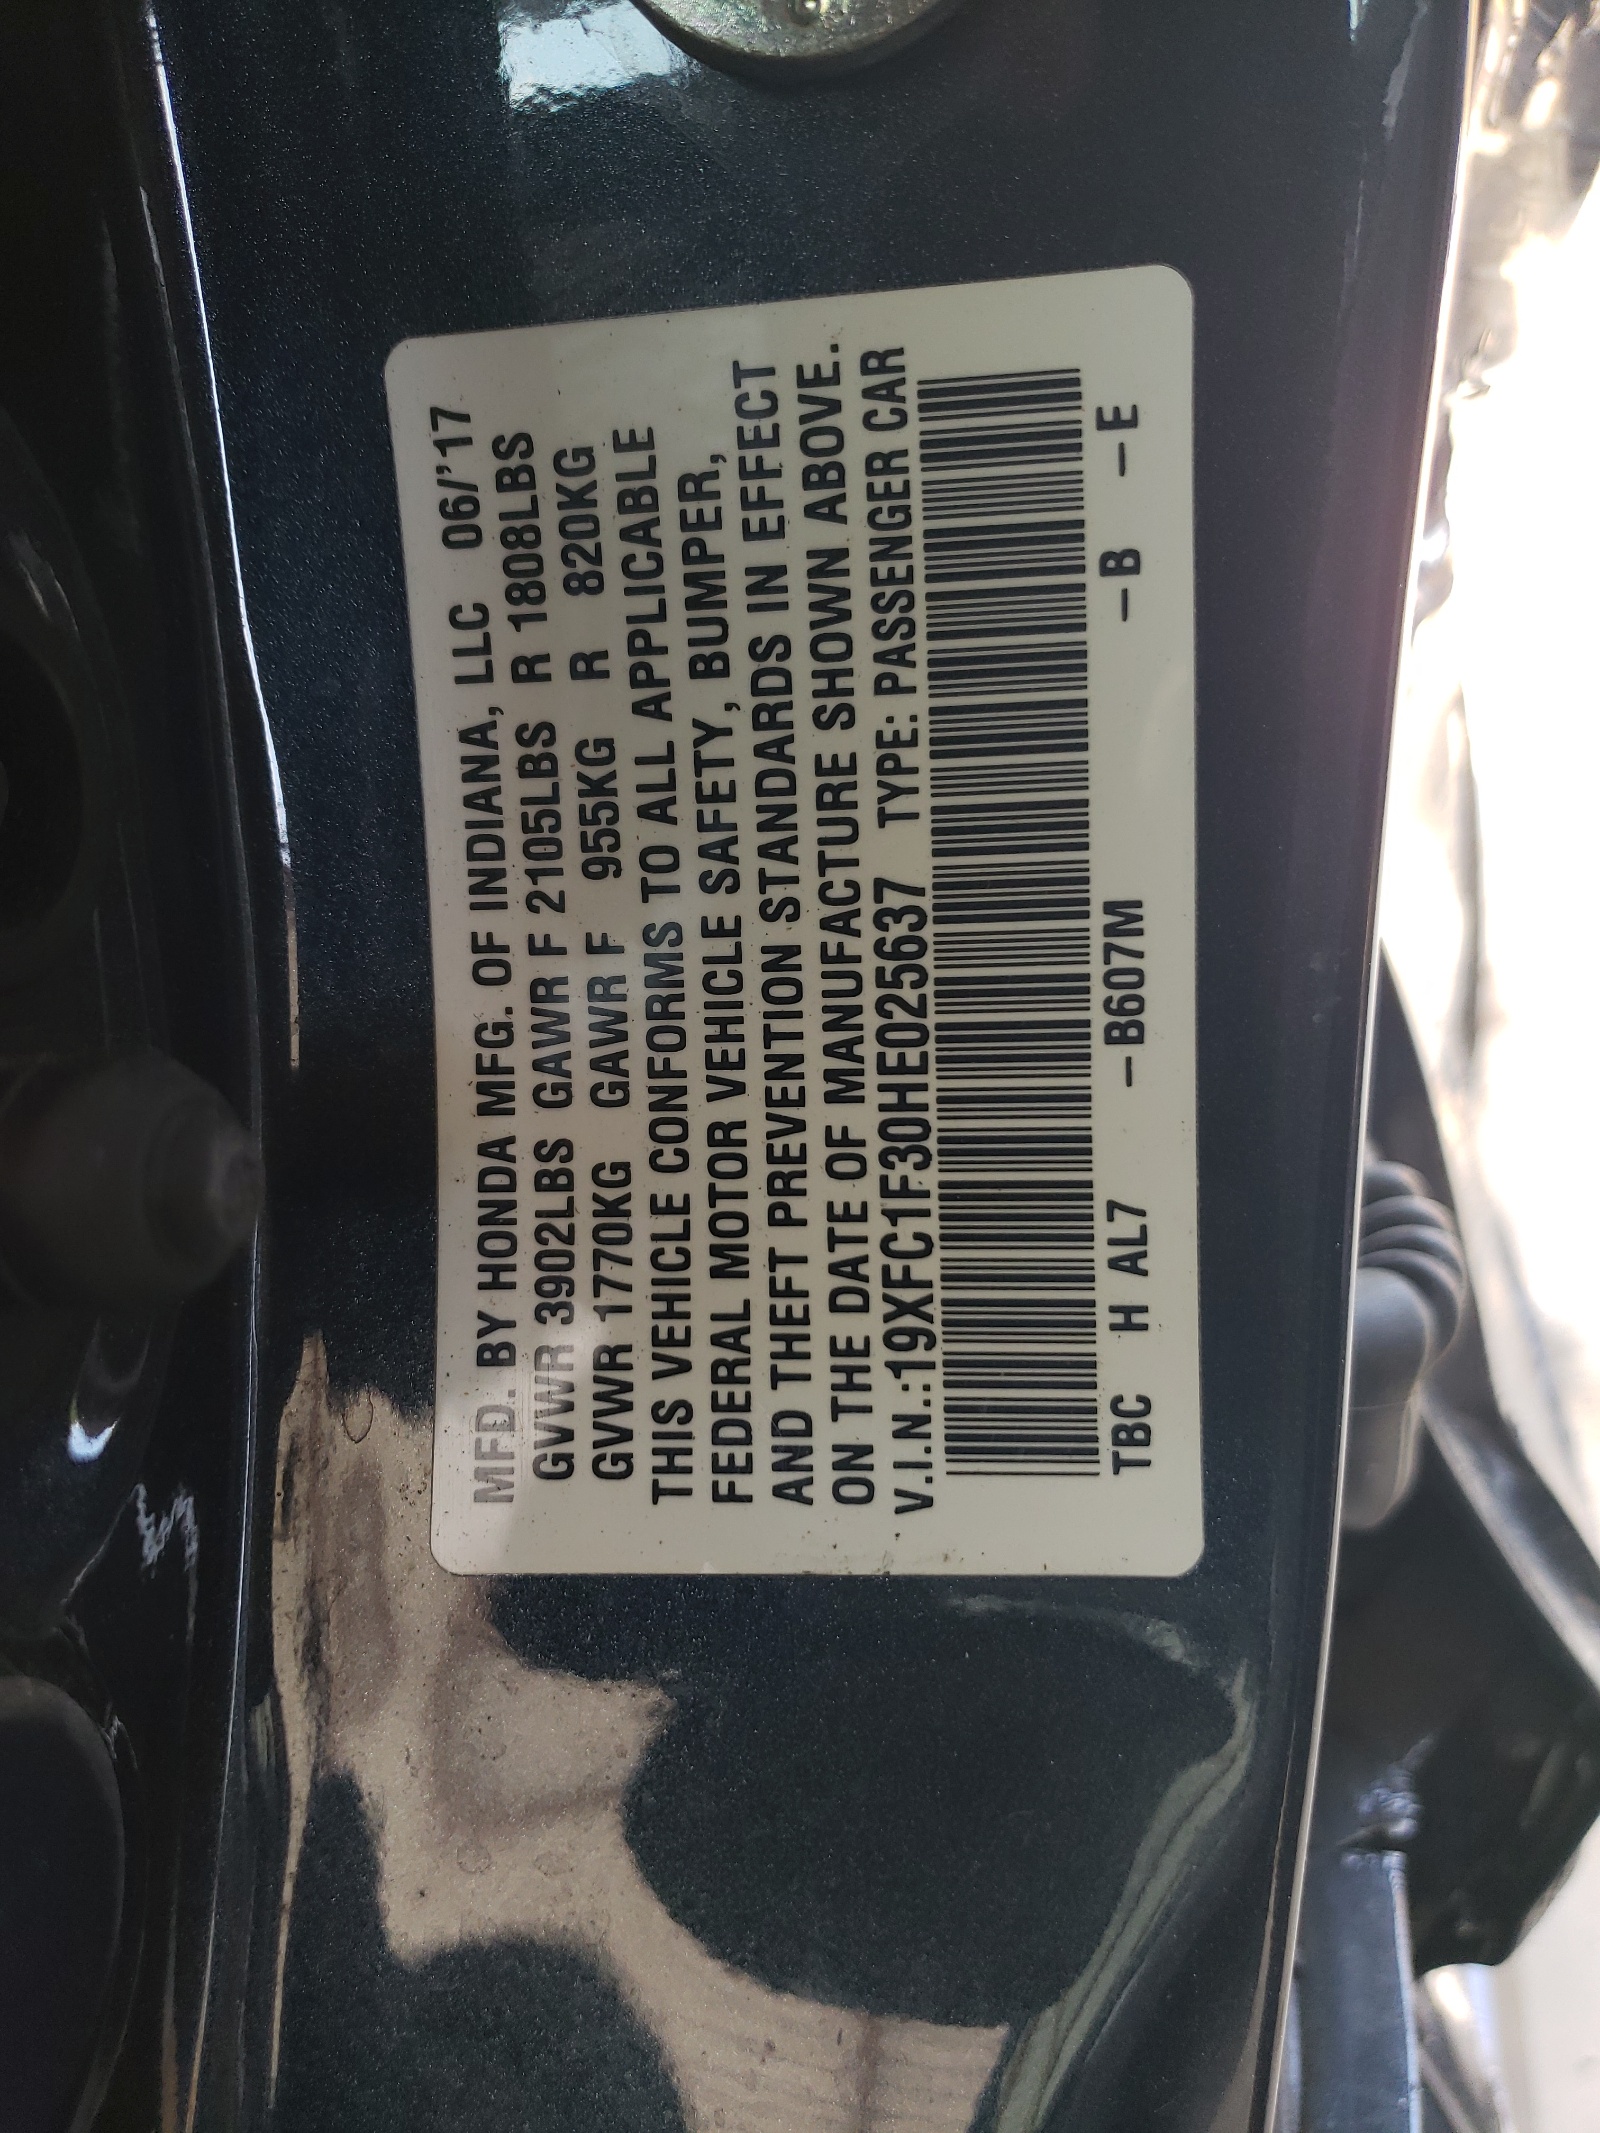 MFD. BY HONDA MFG. OF INDIANA, LLC 06/'17
GVWR 3902LBS GAWR F 2105LBS R 1808LBS
GVWR 1770KG GAWR F 955KG R 820KG
THIS VEHICLE CONFORMS TO ALL APPLICABLE
FEDERAL MOTOR VEHICLE SAFETY, BUMPER,
AND THEFT PREVENTION STANDARDS IN EFFECT
ON THE DATE OF MANUFACTURE SHOWN ABOVE.
V.I.N.:19XFC1F30HE025637 TYPE: PASSENGER CAR
TBC H AL7 –B607M –B –E